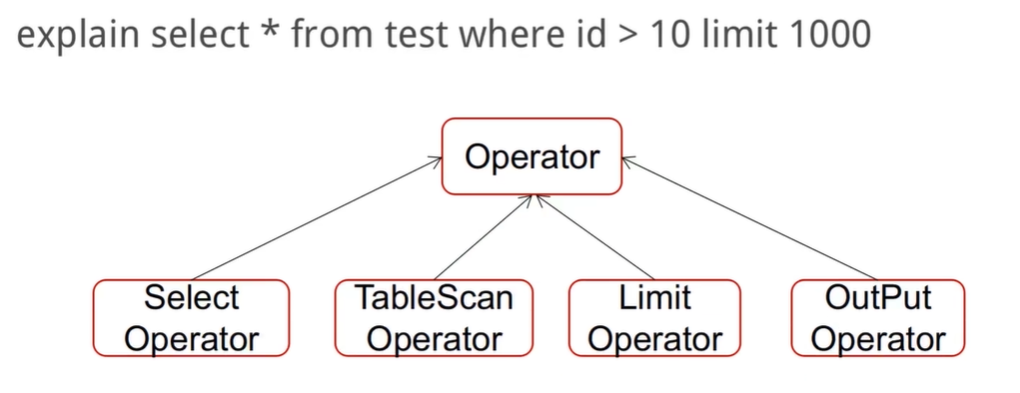 explain select * from test where id > 10 limit 1000
Operator
Select
Operator
TableScan
Operator
Limit
Operator
OutPut
Operator